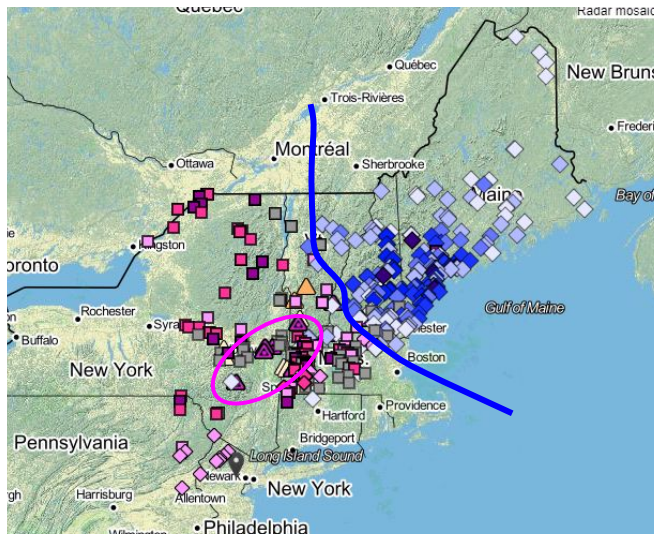 Québec
Radar mosaic
Québec
New Bruns
Trois-Rivières
Frederi
Montréal
Ottawa
Sherbrooke
Maine
Bay of
Kingston
oronto
Gulf of Maine
Rochester
Syra
Buffalo
New York
Boston
Sp
Hartford
Providence
Pennsylvania
Bridgeport
Long Island Sound
Newark
New York
Harrisburg
Allentown
Philadelphia
Wilmington